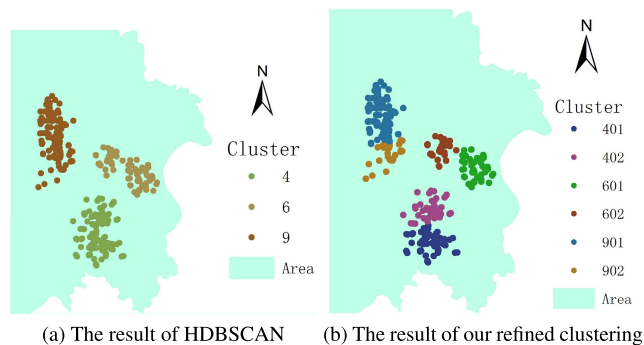 N
Cluster
4
6
9
Area
N
Cluster
401
402
601
602
901
902
Area
(a) The result of HDBSCAN
(b) The result of our refined clustering